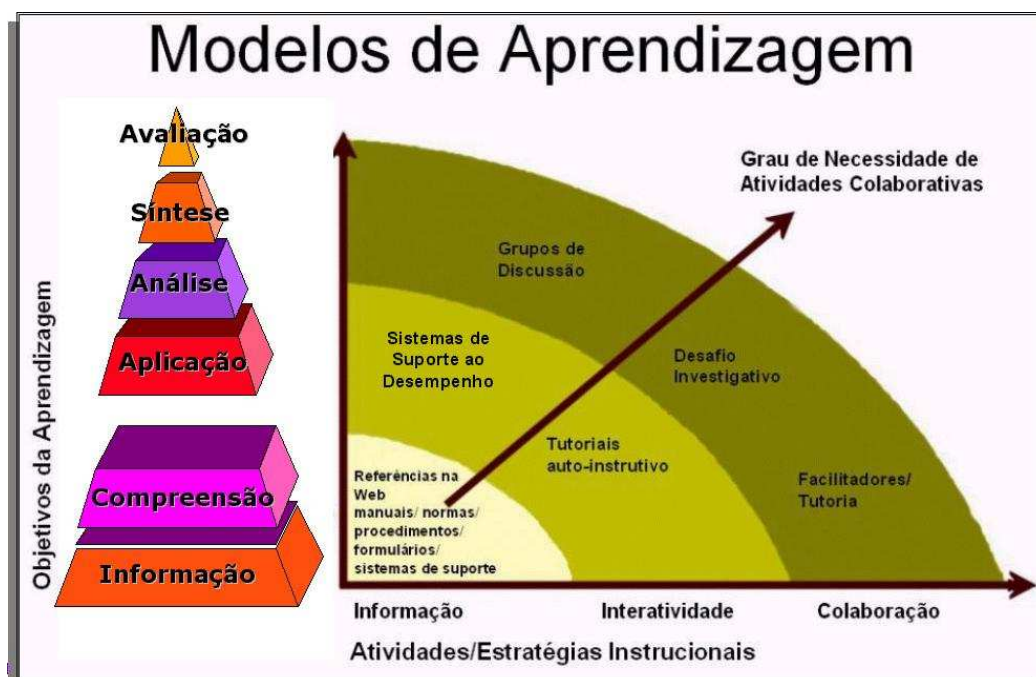 Modelos de Aprendizagem
Objetivos da Aprendizagem
Avaliação
Síntese
Análise
Aplicação
Compreensão
Informação
Grau de Necessidade de
Atividades Colaborativas
Grupos de
Discussão
Sistemas de
Suporte ao
Desempenho
Desafio
Investigativo
Tutoriais
auto-instrutivo
Facilitadores/
Tutoria
Referências na
Web
manuais/ normas/
procedimentos/
formulários/
sistemas de suporte
Informação
Interatividade
Colaboração
Atividades/Estratégias Instrucionais